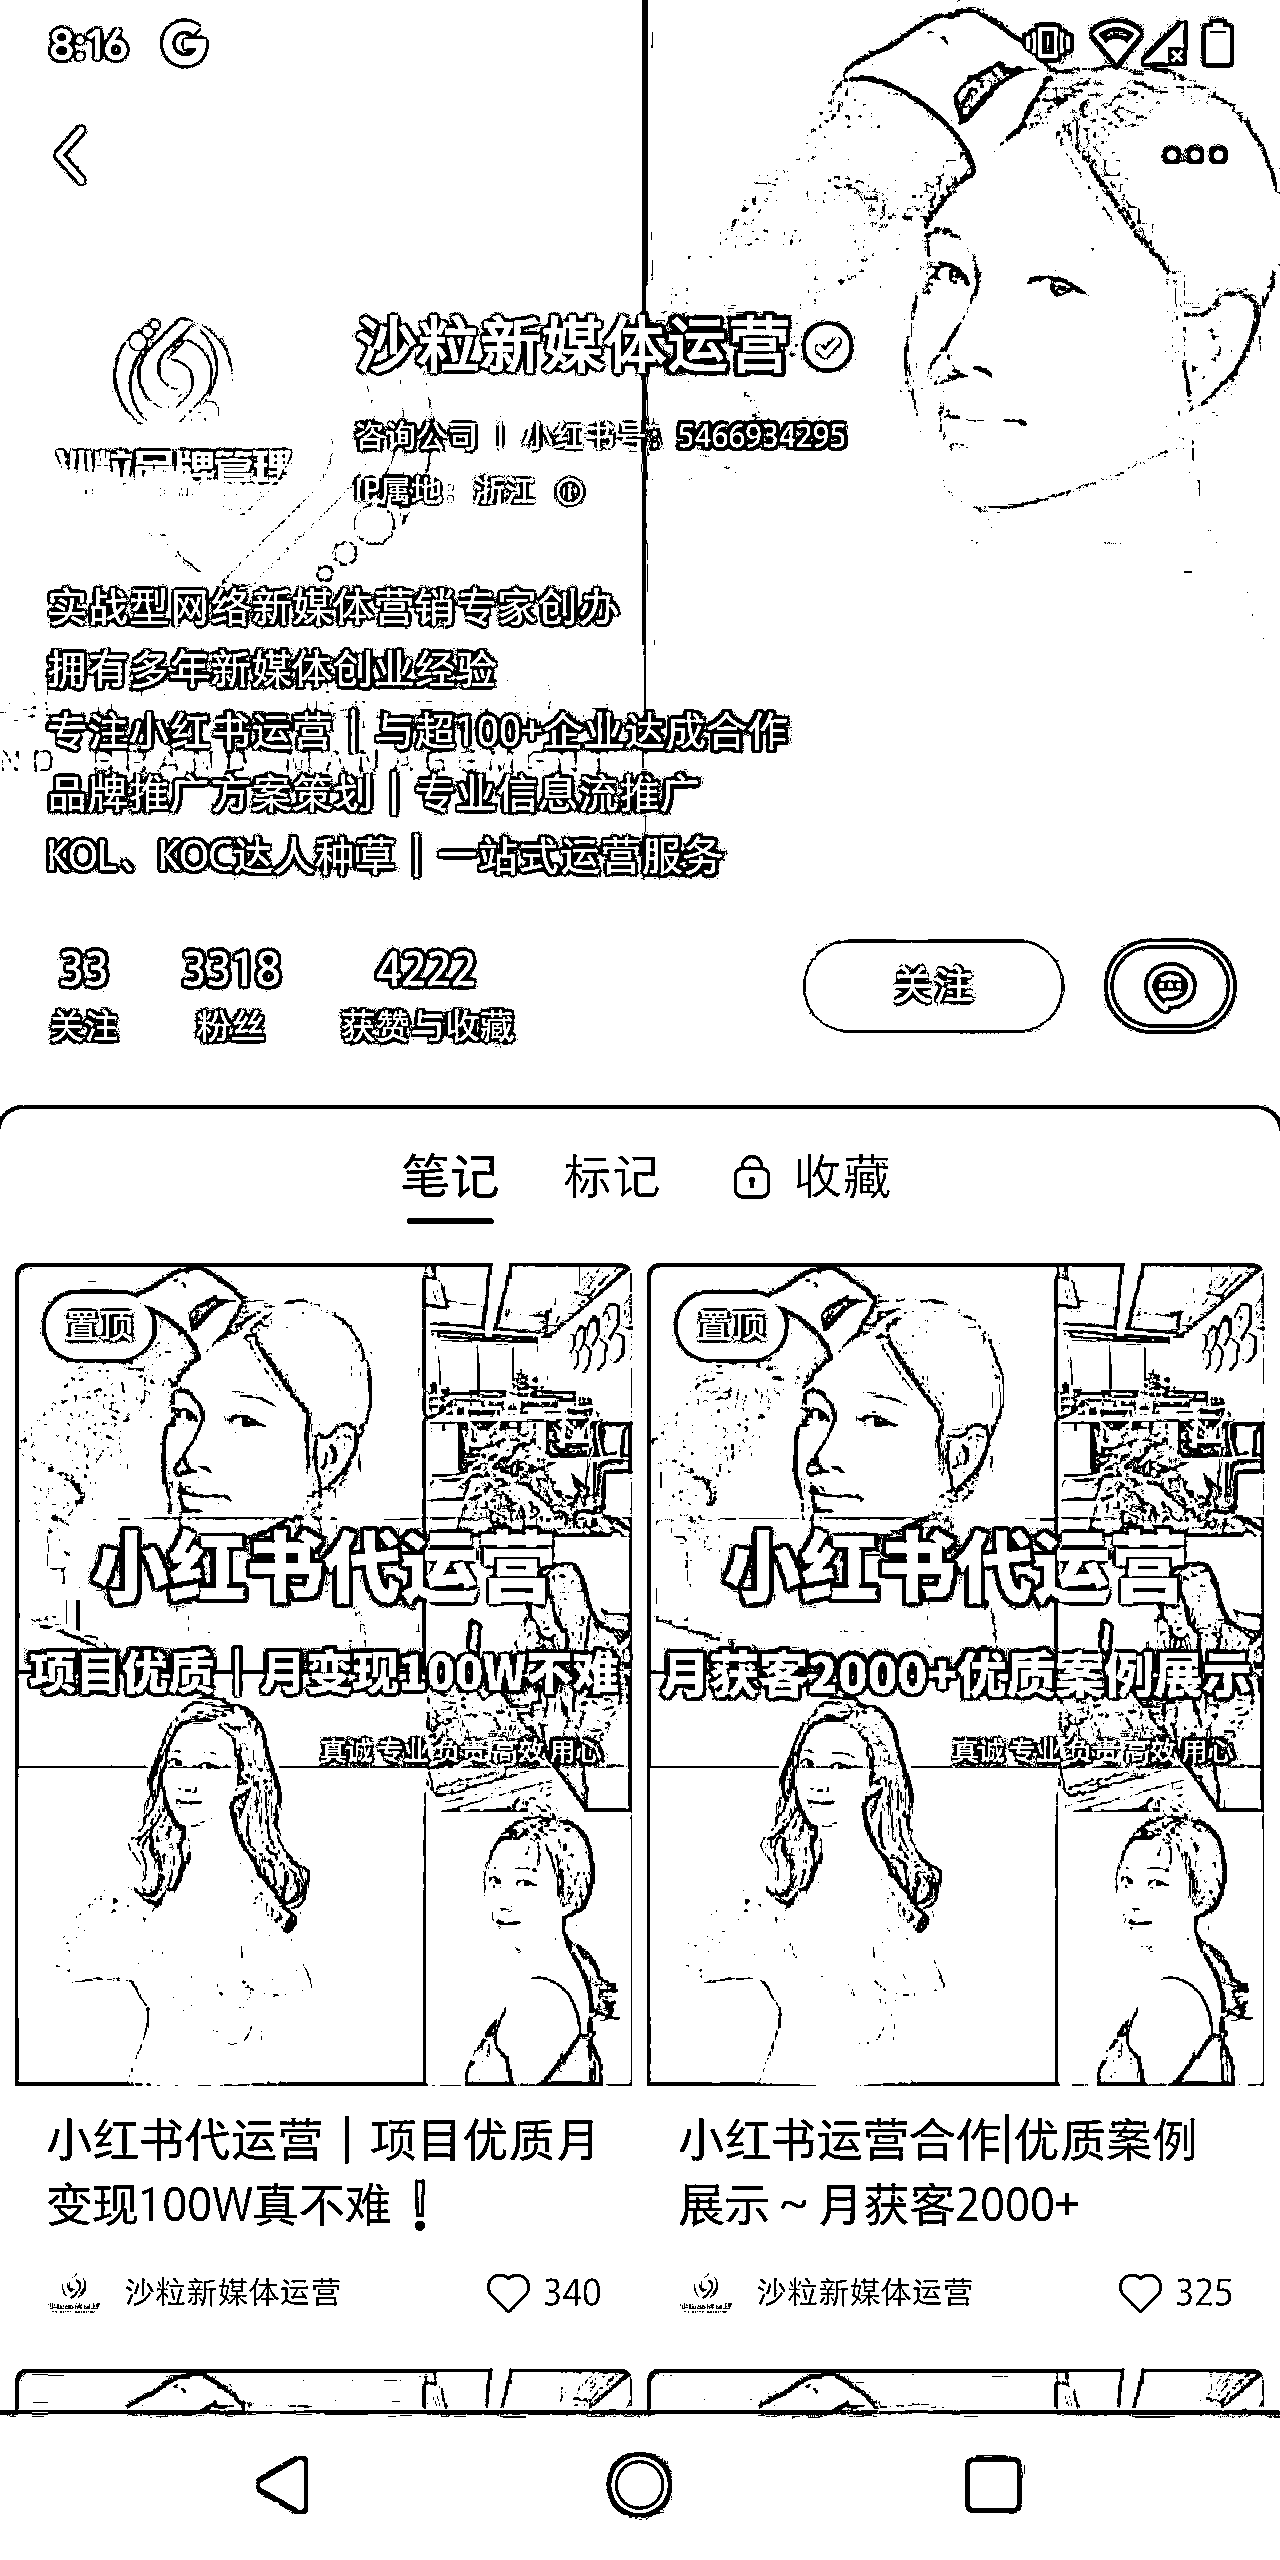 8:16
沙粒新媒体运营
咨询公司 | 小红书号: 5466934295
品牌管理
IP属地: 浙江
实战型网络新媒体营销专家创办
拥有多年新媒体创业经验
专注小红书运营 | 与超100+企业达成合作
ND BRAND MANAGEMENT
品牌推广方案策划 | 专业信息流推广
KOL、KOC达人种草 | 一站式运营服务
33 3318 4222
关注 粉丝 获赞与收藏 关注
笔记 标记 收藏
置顶
小红书代运营
项目优质 | 月变现100W不难
真诚 专业 负责 高效 用心
小红书代运营 | 项目优质月
变现100W真不难!
沙粒新媒体运营 340
置顶
小红书代运营
月获客2000+优质案例展示
真诚 专业 负责 高效 用心
小红书运营合作|优质案例
展示 ~ 月获客2000+
沙粒新媒体运营 325